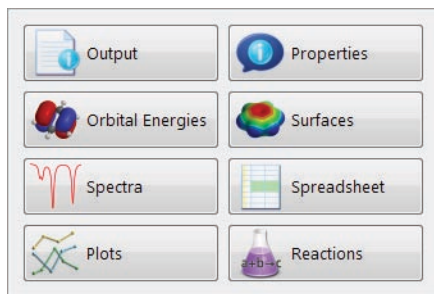 Output
Properties
Orbital Energies
Surfaces
Spectra
Spreadsheet
Plots
a+b→c
Reactions